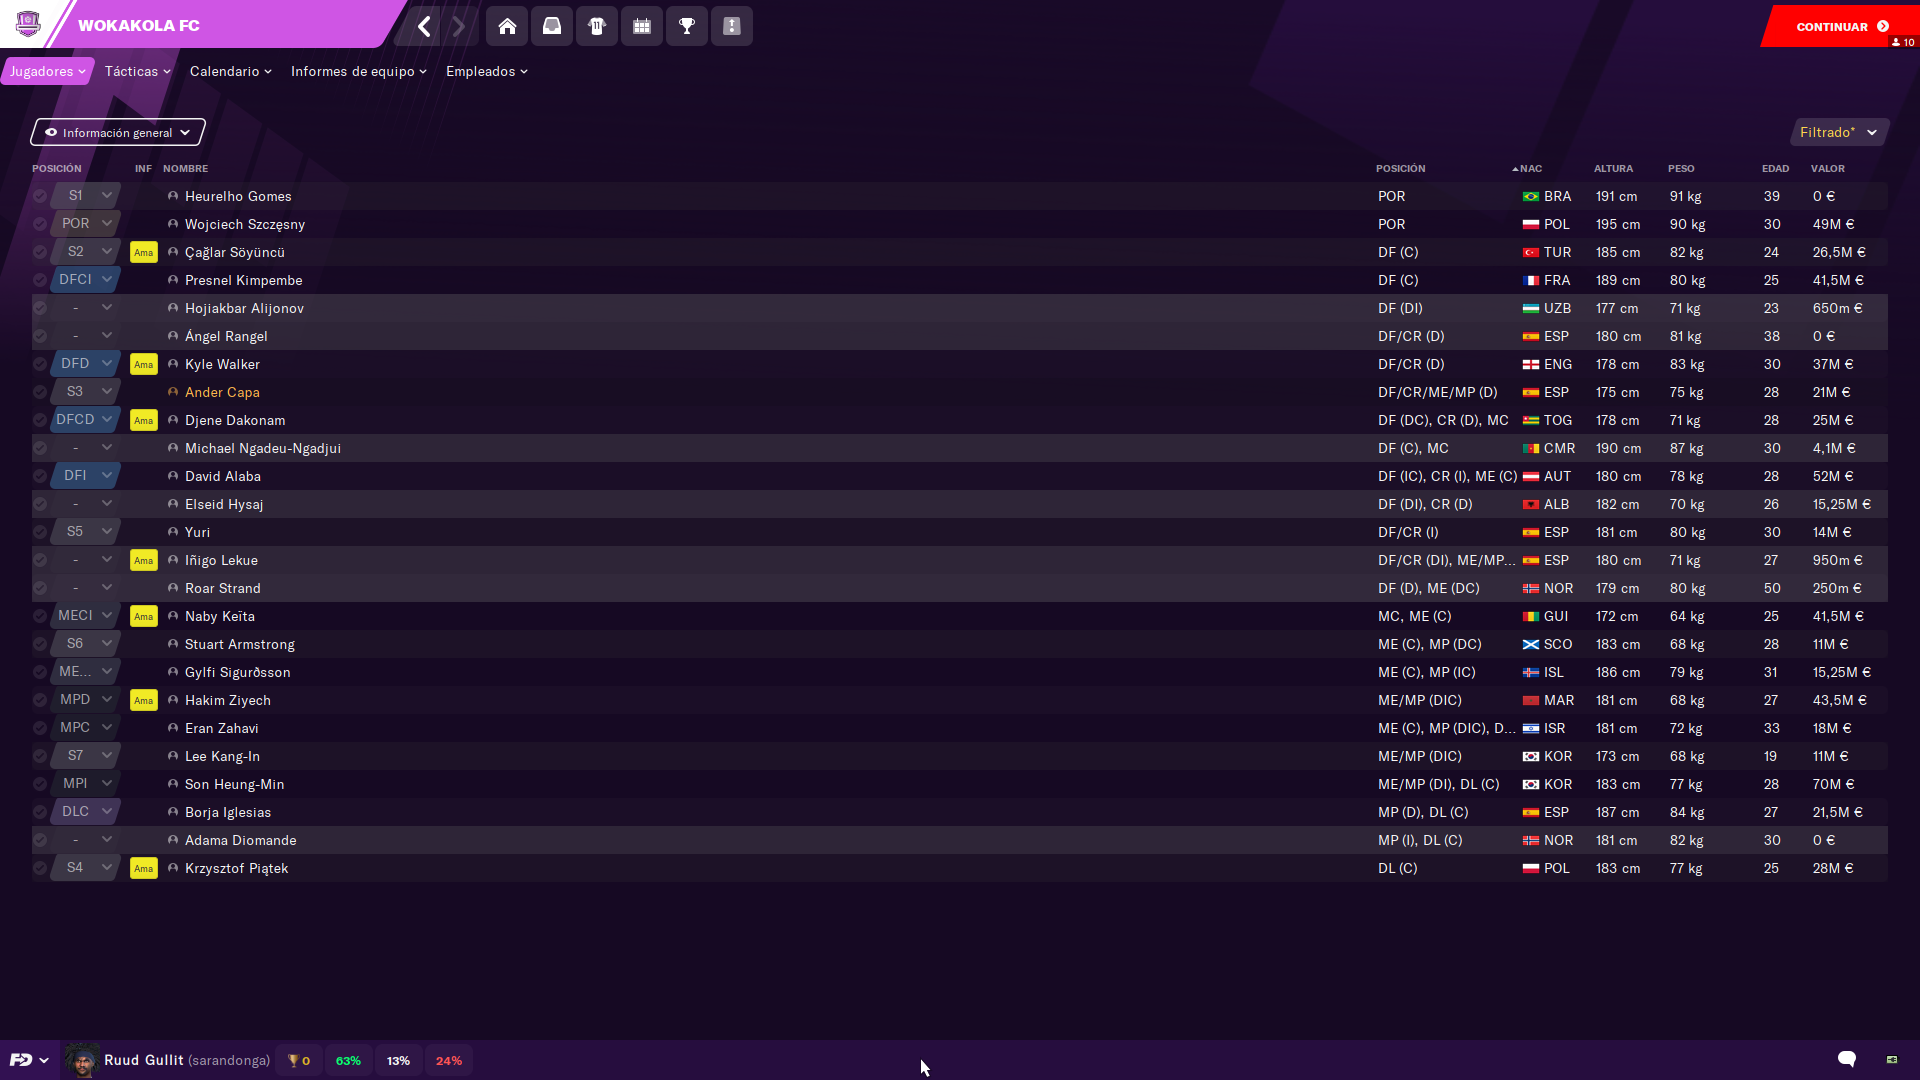 WOKAKOLA FC
11
CONTINUAR
10
Jugadores Tácticas Calendario Informes de equipo Empleados
Información general Filtrado*
POSICIÓN INF NOMBRE POSICIÓN NAC ALTURA PESO EDAD VALOR
S1 Heurelho Gomes POR BRA 191 cm 91 kg 39 0 €
POR Wojciech Szczęsny POR POL 195 cm 90 kg 30 49M €
S2 Ama Çağlar Söyüncü DF (C) TUR 185 cm 82 kg 24 26,5M €
DFCI Presnel Kimpembe DF (C) FRA 189 cm 80 kg 25 41,5M €
- Hojiakbar Alijonov DF (DI) UZB 177 cm 71 kg 23 650m €
- Ángel Rangel DF/CR (D) ESP 180 cm 81 kg 38 0 €
DFD Ama Kyle Walker DF/CR (D) ENG 178 cm 83 kg 30 37M €
S3 Ander Capa DF/CR/ME/MP (D) ESP 175 cm 75 kg 28 21M €
DFCD Ama Djene Dakonam DF (DC), CR (D), MC TOG 178 cm 71 kg 28 25M €
- Michael Ngadeu-Ngadjui DF (C), MC CMR 190 cm 87 kg 30 4,1M €
DFI David Alaba DF (IC), CR (I), ME (C) AUT 180 cm 78 kg 28 52M €
- Elseid Hysaj DF (DI), CR (D) ALB 182 cm 70 kg 26 15,25M €
S5 Yuri DF/CR (I) ESP 181 cm 80 kg 30 14M €
- Ama Iñigo Lekue DF/CR (DI), ME/MP... ESP 180 cm 71 kg 27 950m €
- Roar Strand DF (D), ME (DC) NOR 179 cm 80 kg 50 250m €
MECI Ama Naby Keïta MC, ME (C) GUI 172 cm 64 kg 25 41,5M €
S6 Stuart Armstrong ME (C), MP (DC) SCO 183 cm 68 kg 28 11M €
ME... Gylfi Sigurðsson ME (C), MP (IC) ISL 186 cm 79 kg 31 15,25M €
MPD Ama Hakim Ziyech ME/MP (DIC) MAR 181 cm 68 kg 27 43,5M €
MPC Eran Zahavi ME (C), MP (DIC), D... ISR 181 cm 72 kg 33 18M €
S7 Lee Kang-In ME/MP (DIC) KOR 173 cm 68 kg 19 11M €
MPI Son Heung-Min ME/MP (DI), DL (C) KOR 183 cm 77 kg 28 70M €
DLC Borja Iglesias MP (D), DL (C) ESP 187 cm 84 kg 27 21,5M €
- Adama Diomande MP (I), DL (C) NOR 181 cm 82 kg 30 0 €
S4 Ama Krzysztof Piątek DL (C) POL 183 cm 77 kg 25 28M €
FD Ruud Gullit (sarandonga) 0 63% 13% 24%